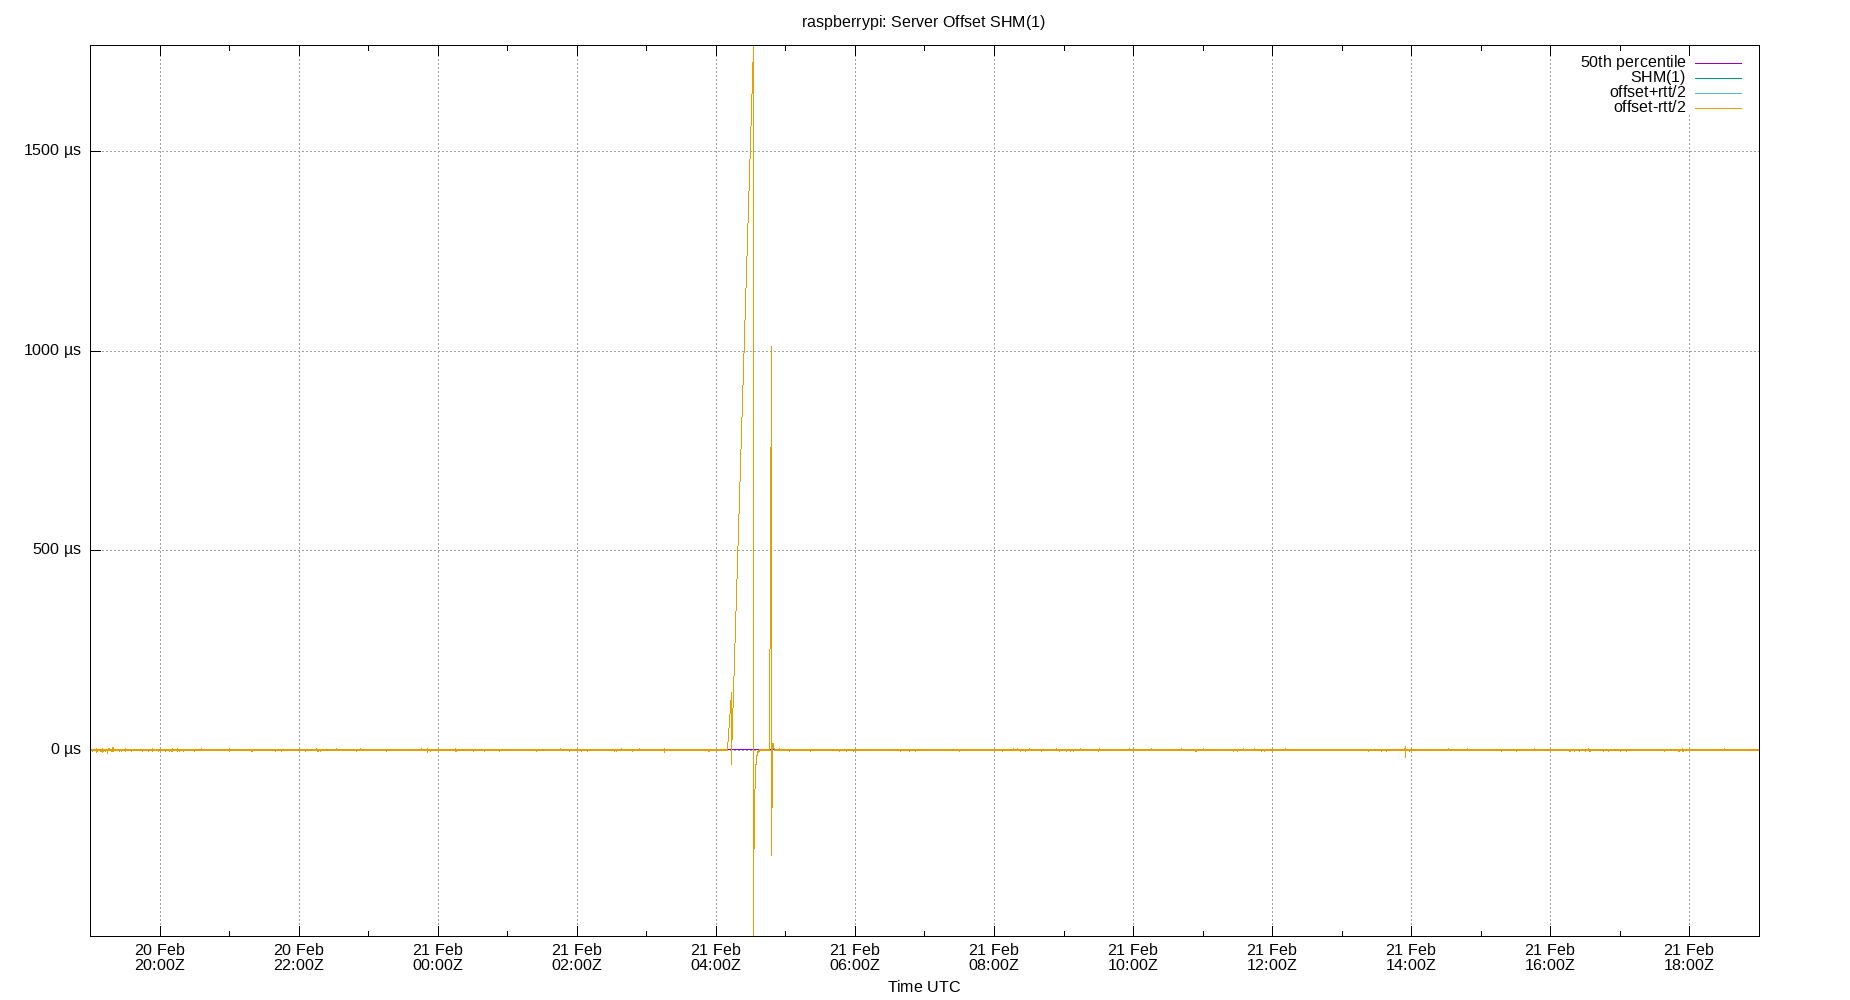 raspberrypi: Server Offset SHM(1)
50th percentile
SHM(1)
offset+rtt/2
offset-rtt/2
1500 µs
1000 µs
500 µs
0 µs
20 Feb 20 Feb 21 Feb 21 Feb 21 Feb 21 Feb 21 Feb 21 Feb 21 Feb 21 Feb 21 Feb 21 Feb
20:00Z 22:00Z 00:00Z 02:00Z 04:00Z 06:00Z 08:00Z 10:00Z 12:00Z 14:00Z 16:00Z 18:00Z
Time UTC